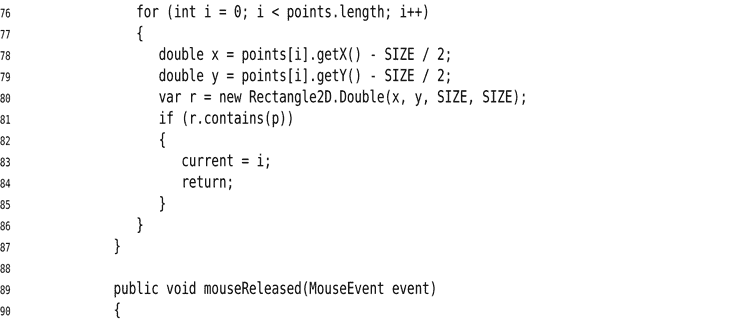 76 for (int i = 0; i < points.length; i++)
77 {
78 double x = points[i].getX() - SIZE / 2;
79 double y = points[i].getY() - SIZE / 2;
80 var r = new Rectangle2D.Double(x, y, SIZE, SIZE);
81 if (r.contains(p))
82 {
83 current = i;
84 return;
85 }
86 }
87 }
88
89 public void mouseReleased(MouseEvent event)
90 {